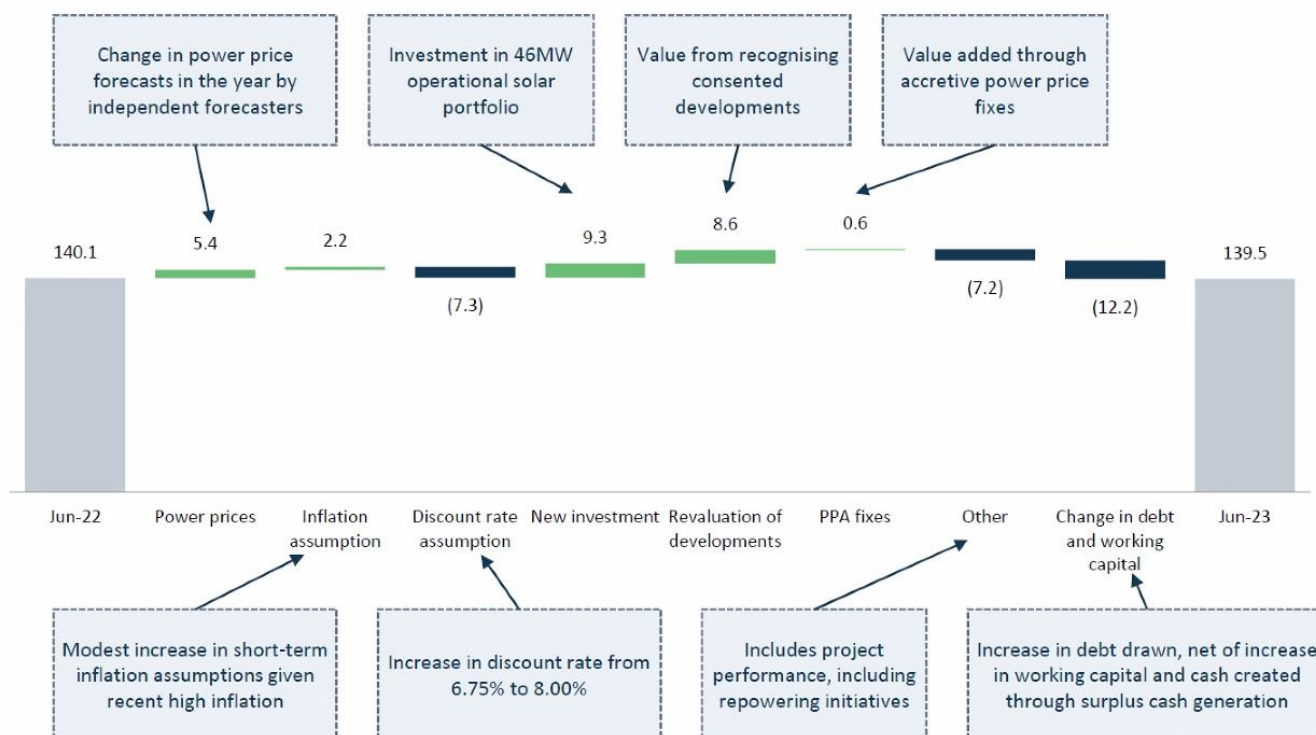 Change in power price
forecasts in the year by
independent forecasters
Investment in 46MW
operational solar
portfolio
Value from recognising
consented developments
Value added through
accretive power price
fixes
140.1
5.4
2.2
(7.3)
9.3
8.6
0.6
(7.2)
(12.2)
139.5
Jun-22
Power prices
Inflation
assumption
Discount rate
assumption
New investment
Revaluation of
developments
PPA fixes
Other
Change in debt
and working
capital
Jun-23
Modest increase in short-term
inflation assumptions given
recent high inflation
Increase in discount rate from
6.75% to 8.00%
Includes project
performance, including
repowering initiatives
Increase in debt drawn, net of increase
in working capital and cash created
through surplus cash generation